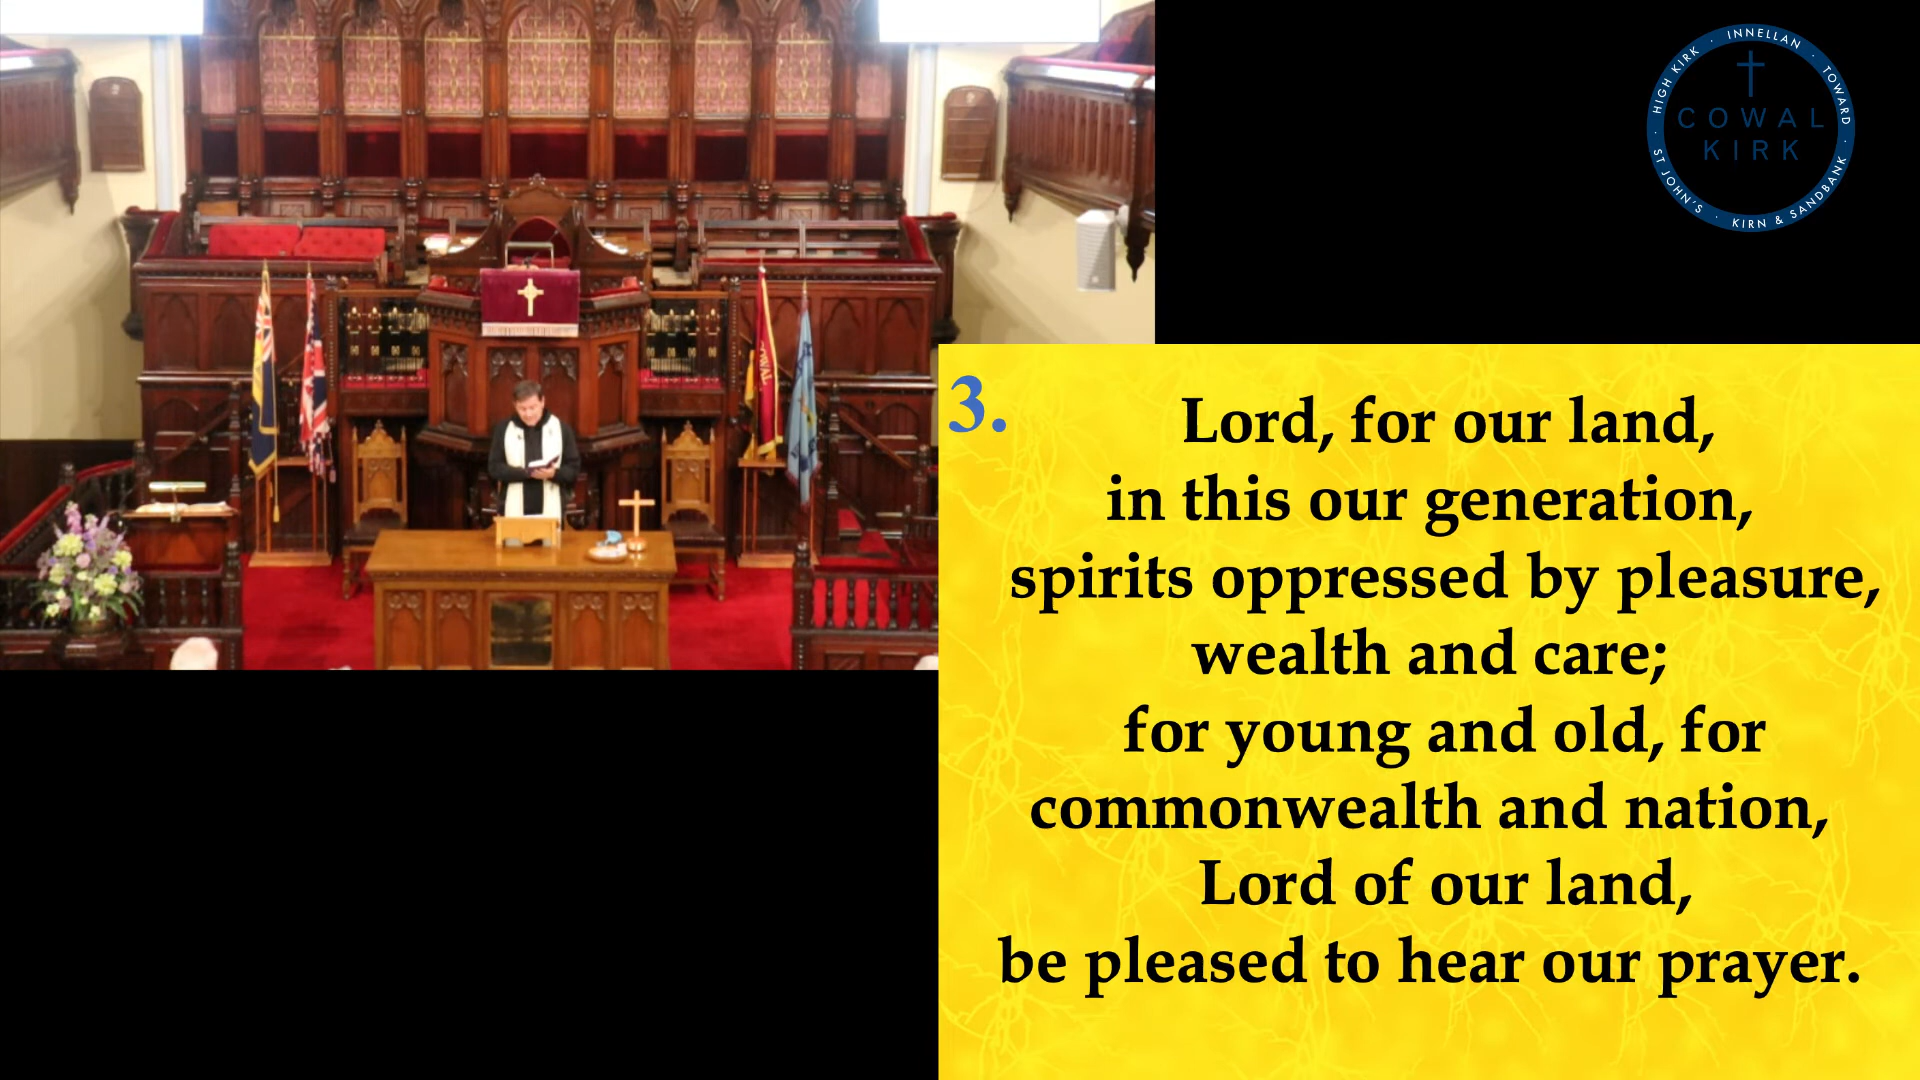 HIGH KIRK · INNELLAN · TOWARD · KIRN & SANDBANK · ST JOHN'S ·
COWAL
KIRK
3.
Lord, for our land,
in this our generation,
spirits oppressed by pleasure,
wealth and care;
for young and old, for
commonwealth and nation,
Lord of our land,
be pleased to hear our prayer.